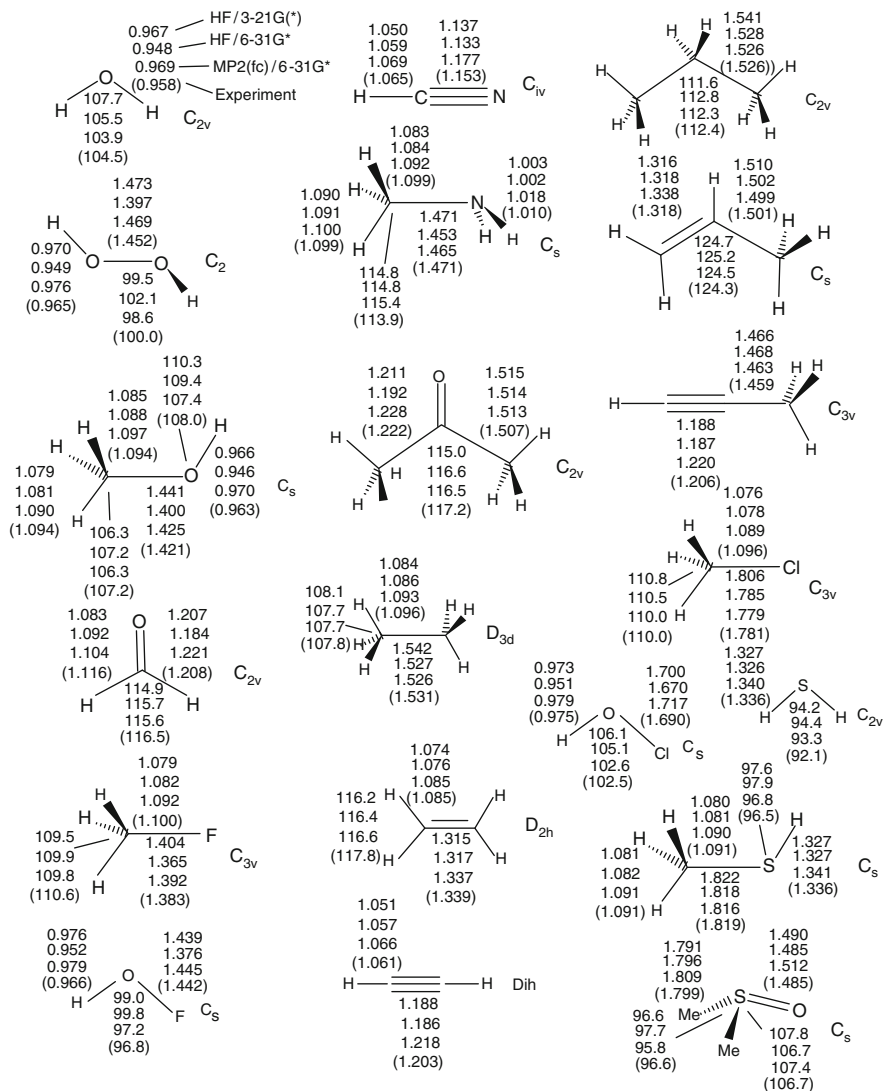 0.967 HF/3-21G(*)
0.948 HF/6-31G*
0.969 MP2(fc)/6-31G*
(0.958) Experiment
O
H H
107.7
105.5
103.9
(104.5)
C2v
1.050
1.059
1.069
(1.065)
1.137
1.133
1.177
(1.153)
H C N
Civ
1.541
1.528
1.526
(1.526))
H H
H
111.6
112.8
112.3
(112.4)
H H H
H
C2v
1.473
1.397
1.469
(1.452)
H
O O
H
0.970
0.949
0.976
(0.965)
99.5
102.1
98.6
(100.0)
C2
1.083
1.084
1.092
(1.099)
H
H
H
N
H H
1.003
1.002
1.018
(1.010)
1.090
1.091
1.100
(1.099)
1.471
1.453
1.465
(1.471)
114.8
114.8
115.4
(113.9)
Cs
1.316
1.318
1.338
(1.318)
1.510
1.502
1.499
(1.501)
H
H H
H
124.7
125.2
124.5
(124.3)
H H
Cs
110.3
109.4
107.4
(108.0)
1.085
1.088
1.097
(1.094)
H
H
H
O
H
0.966
0.946
0.970
(0.963)
1.079
1.081
1.090
(1.094)
1.441
1.400
1.425
(1.421)
106.3
107.2
106.3
(107.2)
Cs
1.211
1.192
1.228
(1.222)
O
1.515
1.514
1.513
(1.507)
H H
H
115.0
116.6
116.5
(117.2)
H H
C2v
1.466
1.468
1.463
(1.459
H H
H
H
1.188
1.187
1.220
(1.206)
C3v
1.083
1.092
1.104
(1.116)
O
1.207
1.184
1.221
(1.208)
H H
114.9
115.7
115.6
(116.5)
C2v
1.084
1.086
1.093
(1.096)
108.1
107.7
107.7
(107.8)
H
H
H
H H
H
1.542
1.527
1.526
(1.531)
D3d
1.076
1.078
1.089
(1.096)
H
H
H
Cl
110.8
110.5
110.0
(110.0)
1.806
1.785
1.779
(1.781)
C3v
0.973
0.951
0.979
(0.975)
1.700
1.670
1.717
(1.690)
O
H
Cl
106.1
105.1
102.6
(102.5)
Cs
1.327
1.326
1.340
(1.336)
S
H H
94.2
94.4
93.3
(92.1)
C2v
1.079
1.082
1.092
(1.100)
H
H
H
F
109.5
109.9
109.8
(110.6)
1.404
1.365
1.392
(1.383)
C3v
1.074
1.076
1.085
(1.085)
116.2
116.4
116.6
(117.8)
H H
H H
1.315
1.317
1.337
(1.339)
D2h
97.6
97.9
96.8
(96.5)
1.080
1.081
1.090
(1.091)
H
H
H
S
H
1.327
1.327
1.341
(1.336)
1.081
1.082
1.091
(1.091)
1.822
1.818
1.816
(1.819)
Cs
0.976
0.952
0.979
(0.966)
1.439
1.376
1.445
(1.442)
O
H
F
99.0
99.8
97.2
(96.8)
Cs
1.051
1.057
1.066
(1.061)
H H
1.188
1.186
1.218
(1.203)
Dih
1.791
1.796
1.809
(1.799)
1.490
1.485
1.512
(1.485)
S O
Me
Me
96.6
97.7
95.8
(96.6)
107.8
106.7
107.4
(106.7)
Cs